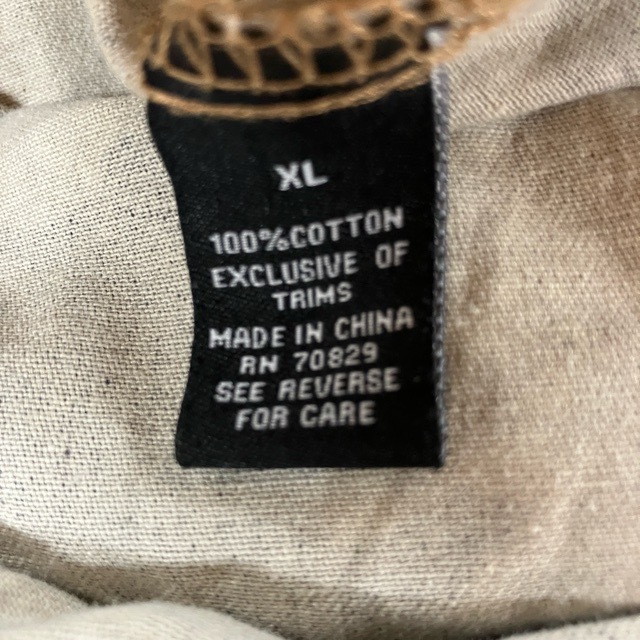 XL
100%COTTON
EXCLUSIVE OF
TRIMS
MADE IN CHINA
RN 70829
SEE REVERSE
FOR CARE